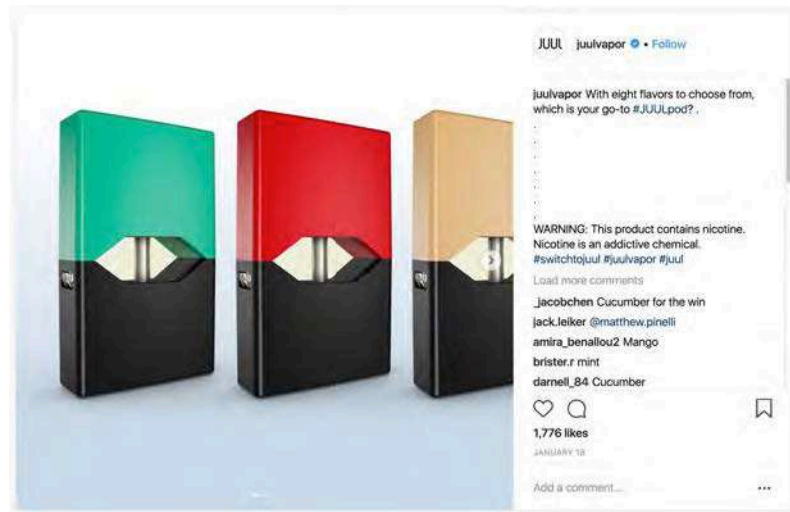 JUUL juulvapor • Follow
juulvapor With eight flavors to choose from,
which is your go-to #JUULpod? .
.
.
.
.
.
.
WARNING: This product contains nicotine.
Nicotine is an addictive chemical.
#switchtojuul #juulvapor #juul
Load more comments
_jacobchen Cucumber for the win
jack.leiker @matthew.pinelli
amira_benallou2 Mango
brister.r mint
darnell_84 Cucumber
1,776 likes
JANUARY 18
Add a comment...